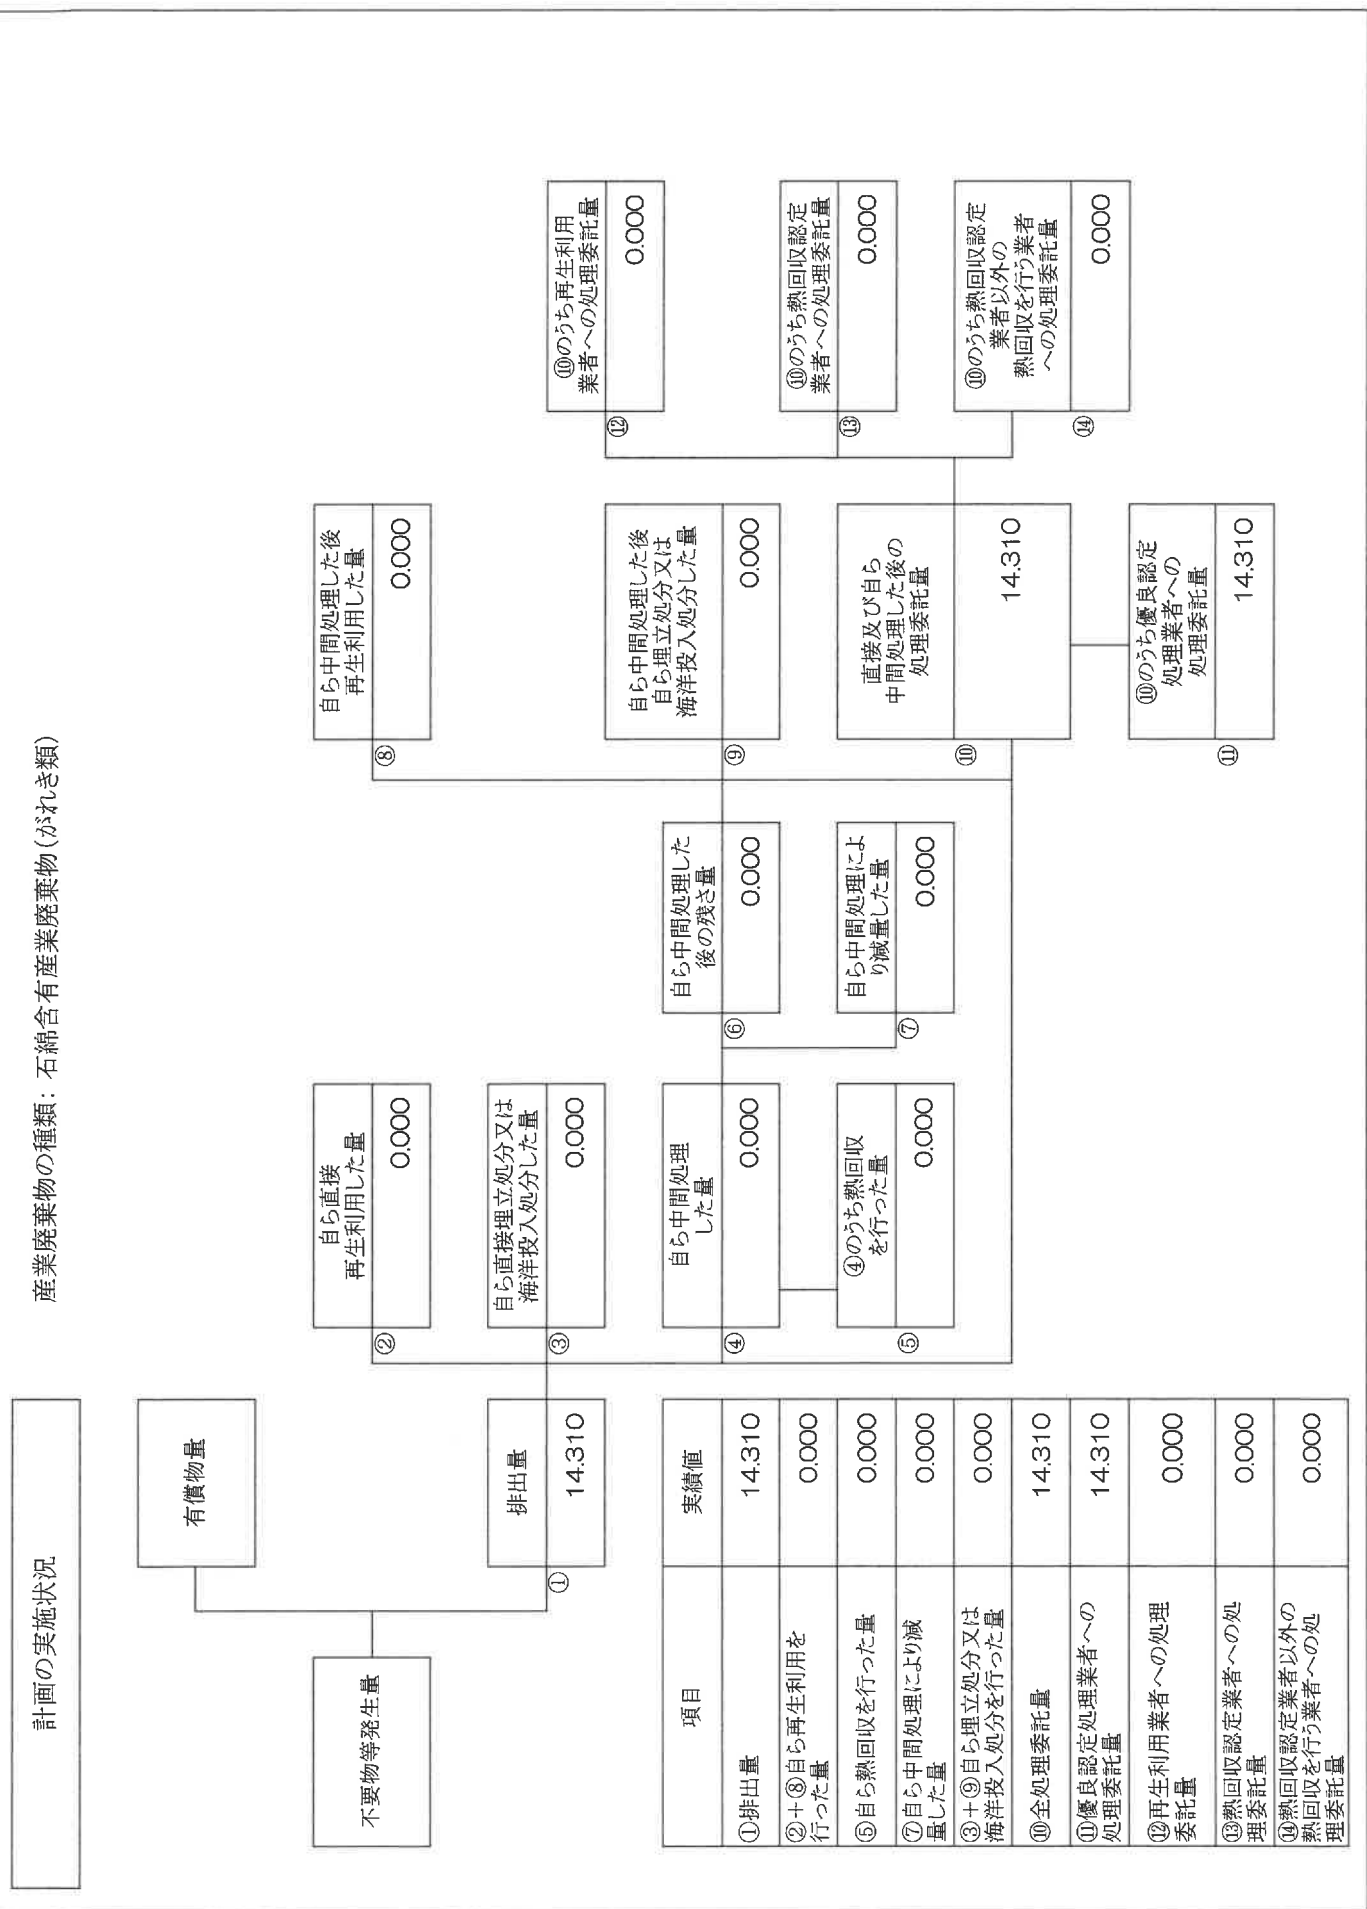 計画の実施状況
産業廃棄物の種類：石綿含有産業廃棄物(がれき類)
有償物量
不要物等発生量
①
排出量
14.310
②
自ら直接
再生利用した量
0.000
③
自ら直接埋立処分又は
海洋投入処分した量
0.000
④
自ら中間処理
した量
0.000
⑤
④のうち熱回収
を行った量
0.000
⑥
自ら中間処理した
後の残さ量
0.000
⑦
自ら中間処理によ
り減量した量
0.000
⑧
自ら中間処理した後
再生利用した量
0.000
⑨
自ら中間処理した後
自ら埋立処分又は
海洋投入処分した量
0.000
⑩
直接及び自ら
中間処理した後の
処理委託量
14.310
⑪
⑩のうち優良認定
処理業者への
処理委託量
14.310
⑫
⑩のうち再生利用
業者への処理委託量
0.000
⑬
⑩のうち熱回収認定
業者への処理委託量
0.000
⑭
⑩のうち熱回収認定
業者以外の
熱回収を行う業者
への処理委託量
0.000
項目
実績値
①排出量
14.310
②+⑧自ら再生利用を
行った量
0.000
⑤自ら熱回収を行った量
0.000
⑦自ら中間処理により減
量した量
0.000
③+⑨自ら埋立処分又は
海洋投入処分を行った量
0.000
⑩全処理委託量
14.310
⑪優良認定処理業者への
処理委託量
14.310
⑫再生利用業者への処理
委託量
0.000
⑬熱回収認定業者への処
理委託量
0.000
⑭熱回収認定業者以外の
熱回収を行う業者への処
理委託量
0.000